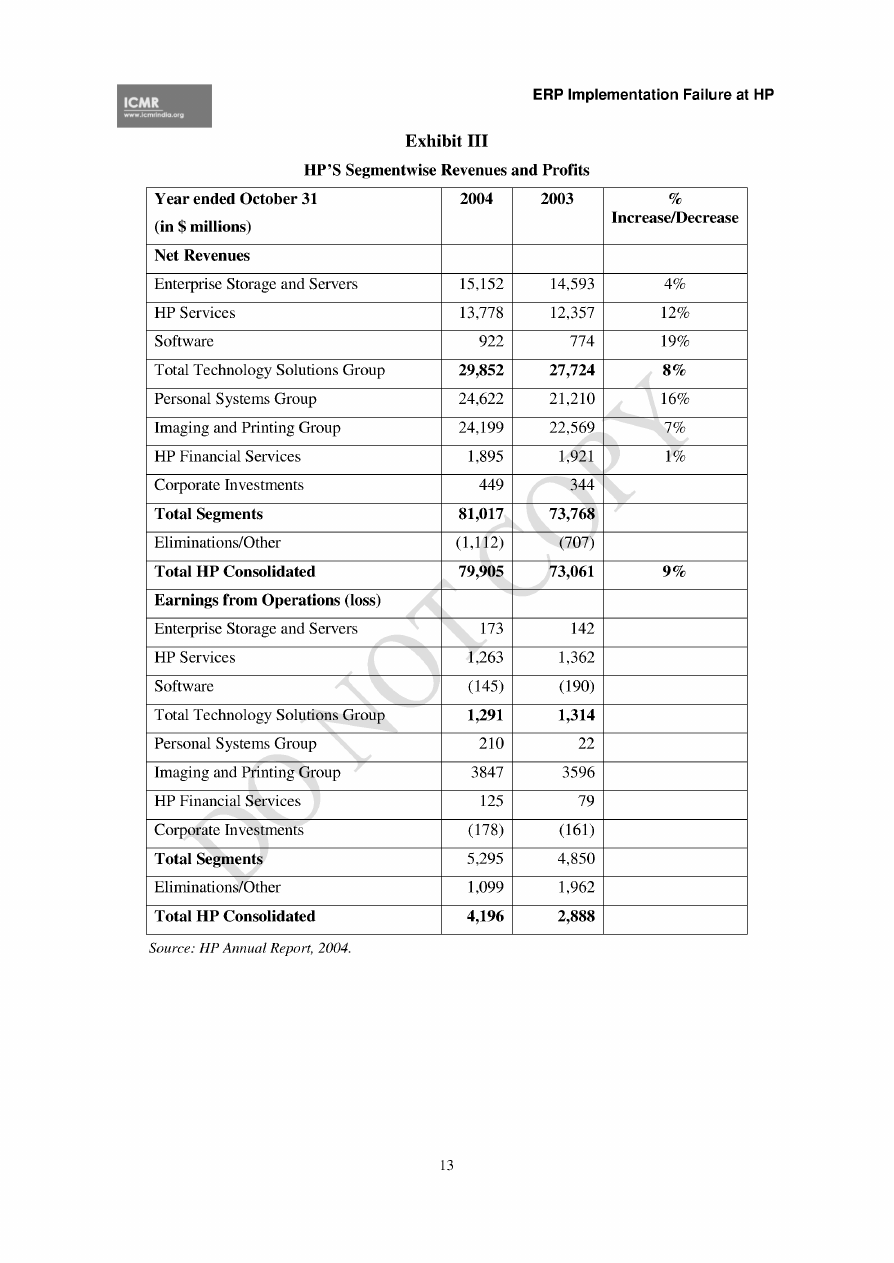 ICMR
www.icmrindia.org
ERP Implementation Failure at HP
Exhibit III
HP'S Segmentwise Revenues and Profits
Year ended October 31 2004 2003 %
(in $ millions) Increase/Decrease
Net Revenues
Enterprise Storage and Servers 15,152 14,593 4%
HP Services 13,778 12,357 12%
Software 922 774 19%
Total Technology Solutions Group 29,852 27,724 8%
Personal Systems Group 24,622 21,210 16%
Imaging and Printing Group 24,199 22,569 7%
HP Financial Services 1,895 1,921 1%
Corporate Investments 449 344
Total Segments 81,017 73,768
Eliminations/Other (1,112) (707)
Total HP Consolidated 79,905 73,061 9%
Earnings from Operations (loss)
Enterprise Storage and Servers 173 142
HP Services 1,263 1,362
Software (145) (190)
Total Technology Solutions Group 1,291 1,314
Personal Systems Group 210 22
Imaging and Printing Group 3847 3596
HP Financial Services 125 79
Corporate Investments (178) (161)
Total Segments 5,295 4,850
Eliminations/Other 1,099 1,962
Total HP Consolidated 4,196 2,888
Source: HP Annual Report, 2004.
DO NOT COPY
13